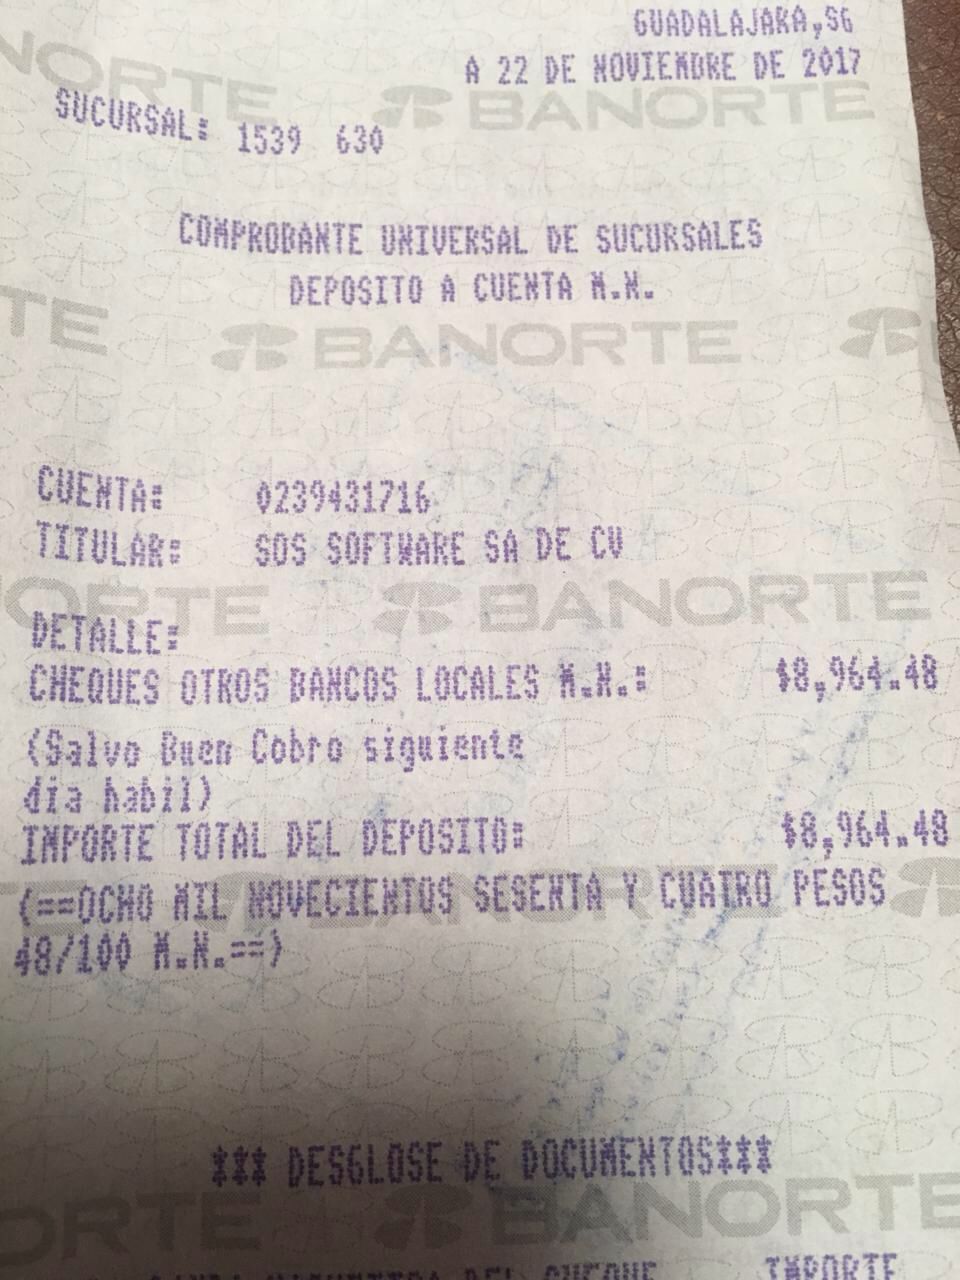 GUADALAJARA,SG
A 22 DE NOVIEMBRE DE 2017
BANORTE
SUCURSAL: 1539 630
COMPROBANTE UNIVERSAL DE SUCURSALES
DEPOSITO A CUENTA M.N.
BANORTE
CUENTA: 0239431716
TITULAR: SOS SOFTWARE SA DE CV
BANORTE
DETALLE:
CHEQUES OTROS BANCOS LOCALES M.N.: $8,964.48
(Salvo Buen Cobro siguiente
dia habil)
IMPORTE TOTAL DEL DEPOSITO: $8,964.48
(==OCHO MIL NOVECIENTOS SESENTA Y CUATRO PESOS
48/100 M.N.==)
*** DESGLOSE DE DOCUMENTOS***
BANORTE
DEL CHEQUE IMPORTE